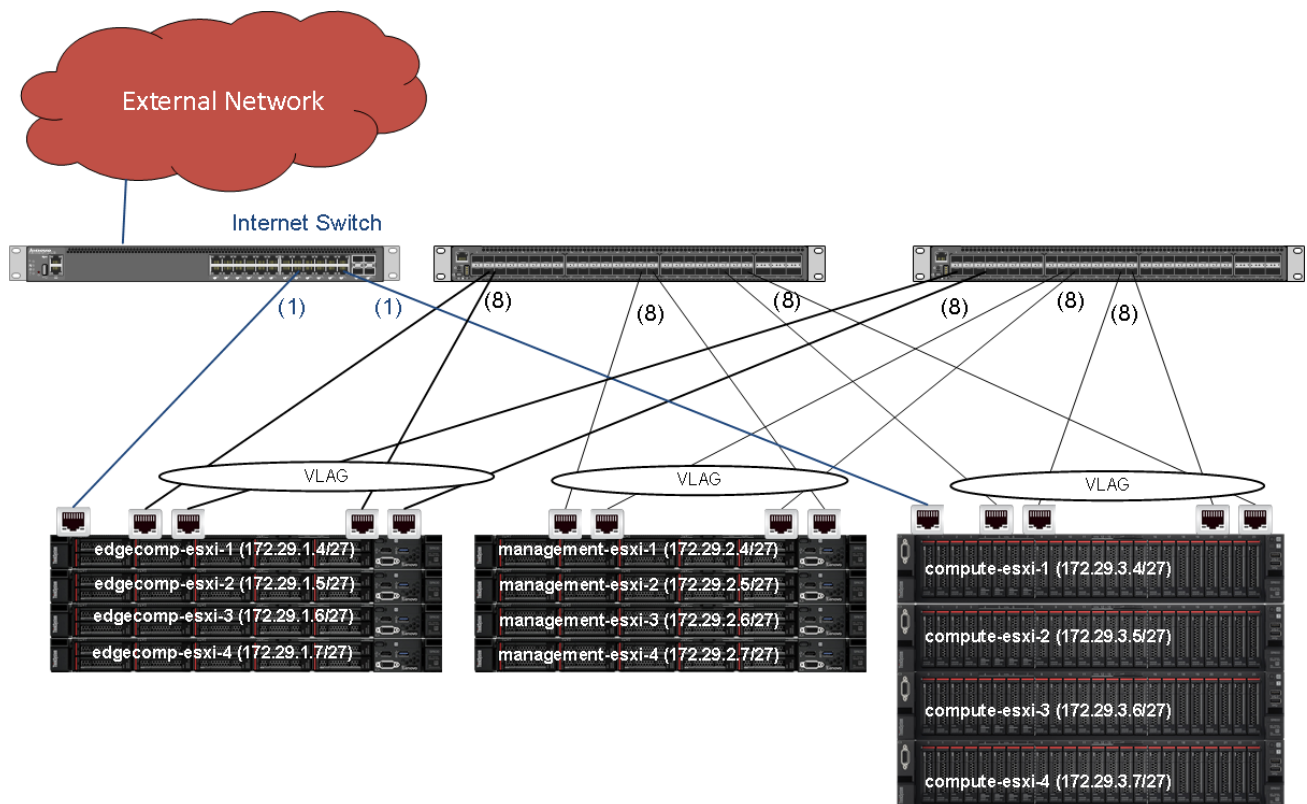 External Network
Internet Switch
(1)
(1)
(8)
(8)
(8)
(8)
(8)
(8)
VLAG
VLAG
VLAG
edgecomp-esxi-1 (172.29.1.4/27)
edgecomp-esxi-2 (172.29.1.5/27)
edgecomp-esxi-3 (172.29.1.6/27)
edgecomp-esxi-4 (172.29.1.7/27)
management-esxi-1 (172.29.2.4/27)
management-esxi-2 (172.29.2.5/27)
management-esxi-3 (172.29.2.6/27)
management-esxi-4 (172.29.2.7/27)
compute-esxi-1 (172.29.3.4/27)
compute-esxi-2 (172.29.3.5/27)
compute-esxi-3 (172.29.3.6/27)
compute-esxi-4 (172.29.3.7/27)